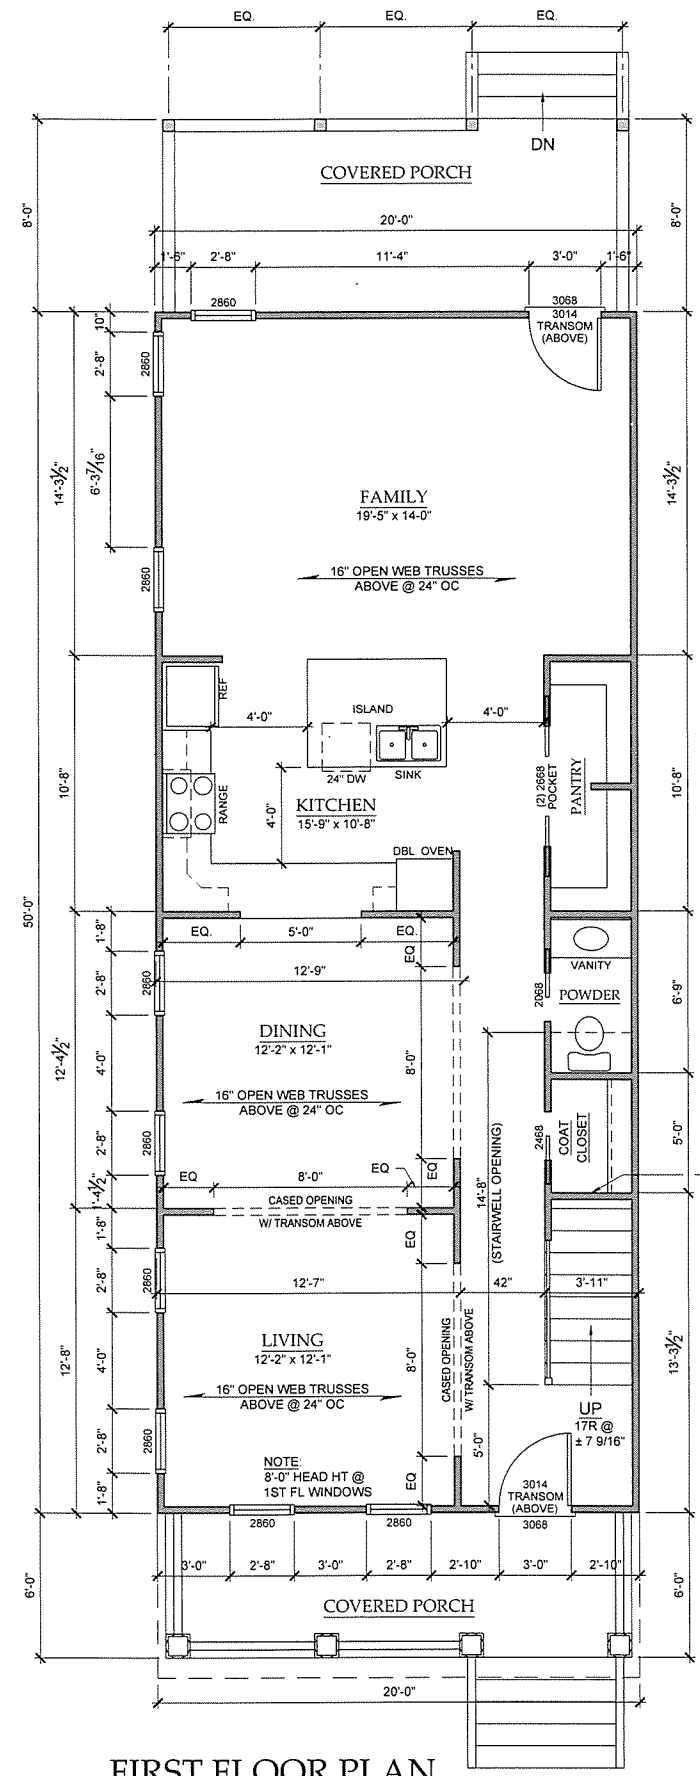 EQ.
EQ.
EQ.
DN
COVERED PORCH
8'-0"
8'-0"
20'-0"
1'-6"
2'-8"
11'-4"
3'-0"
1'-6"
2860
3068
3014
TRANSOM
(ABOVE)
10"
2'-8"
2860
6'-3 7/16"
14'-3 1/2"
14'-3 1/2"
FAMILY
19'-5" x 14-0"
2860
16" OPEN WEB TRUSSES
ABOVE @ 24" OC
REF
ISLAND
4'-0"
4'-0"
24" DW
SINK
RANGE
KITCHEN
15'-9" x 10'-8"
4'-0"
(2) 2668
POCKET
PANTRY
10'-8"
10'-8"
DBL OVEN
50'-0"
1'-8"
EQ.
5'-0"
EQ.
EQ
VANITY
2'-8"
2860
12'-9"
2068
POWDER
6'-9"
DINING
12'-2" x 12'-1"
12'-4 1/2"
4'-0"
8'-0"
16" OPEN WEB TRUSSES
ABOVE @ 24" OC
2'-8"
2860
2468
COAT
CLOSET
5'-0"
14'-8"
(STAIRWELL OPENING)
1'-4 1/2"
EQ
8'-0"
EQ
EQ
CASED OPENING
W/ TRANSOM ABOVE
1'-8"
EQ
2'-8"
2860
12'-7"
42"
3'-11"
LIVING
12'-2" x 12'-1"
12'-8"
4'-0"
8'-0"
CASED OPENING
W/ TRANSOM ABOVE
13'-3 1/2"
16" OPEN WEB TRUSSES
ABOVE @ 24" OC
UP
17R @
± 7 9/16"
2'-8"
2860
5'-0"
NOTE:
8'-0" HEAD HT @
1ST FL WINDOWS
1'-8"
EQ
3014
TRANSOM
(ABOVE)
2860
2860
3068
3'-0"
2'-8"
3'-0"
2'-8"
2'-10"
3'-0"
2'-10"
6'-0"
6'-0"
COVERED PORCH
20'-0"
FIRST FLOOR PLAN